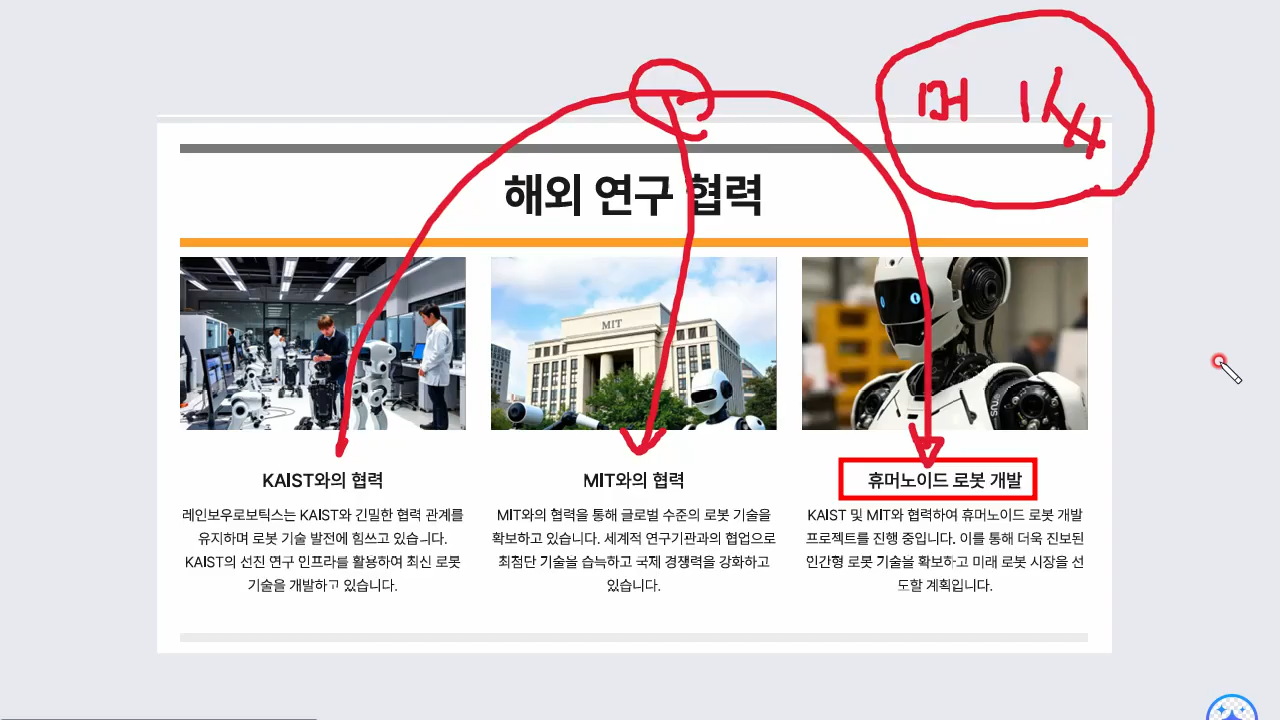 해외 연구 협력
MIT
KAIST와의 협력
레인보우로보틱스는 KAIST와 긴밀한 협력 관계를
유지하며 로봇 기술 발전에 힘쓰고 있습니다.
KAIST의 선진 연구 인프라를 활용하여 최신 로봇
기술을 개발하고 있습니다.
MIT와의 협력
MIT와의 협력을 통해 글로벌 수준의 로봇 기술을
확보하고 있습니다. 세계적 연구기관과의 협업으로
최첨단 기술을 습득하고 국제 경쟁력을 강화하고
있습니다.
휴머노이드 로봇 개발
KAIST 및 MIT와 협력하여 휴머노이드 로봇 개발
프로젝트를 진행 중입니다. 이를 통해 더욱 진보된
인간형 로봇 기술을 확보하고 미래 로봇 시장을 선
도할 계획입니다.